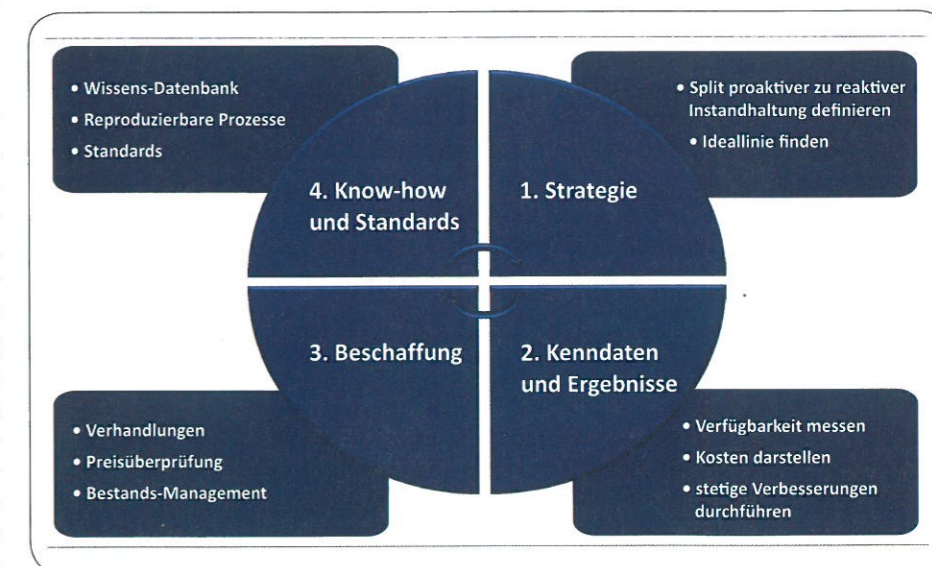 • Wissens-Datenbank
• Reproduzierbare Prozesse
• Standards
4. Know-how
und Standards
• Split proaktiver zu reaktiver
Instandhaltung definieren
• Ideallinie finden
1. Strategie
3. Beschaffung
• Verhandlungen
• Preisüberprüfung
• Bestands-Management
2. Kenndaten
und Ergebnisse
• Verfügbarkeit messen
• Kosten darstellen
• stetige Verbesserungen
durchführen